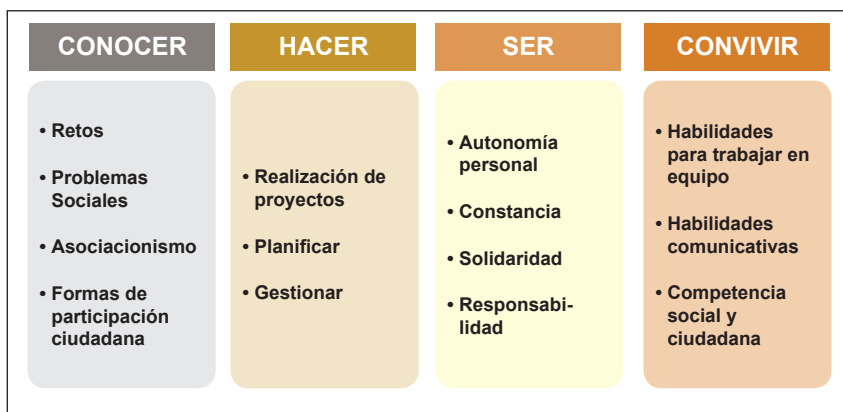 CONOCER
• Retos
• Problemas
Sociales
• Asociacionismo
• Formas de
participación
ciudadana
HACER
• Realización de
proyectos
• Planificar
• Gestionar
SER
• Autonomía
personal
• Constancia
• Solidaridad
• Responsabi-
lidad
CONVIVIR
• Habilidades
para trabajar en
equipo
• Habilidades
comunicativas
• Competencia
social y
ciudadana